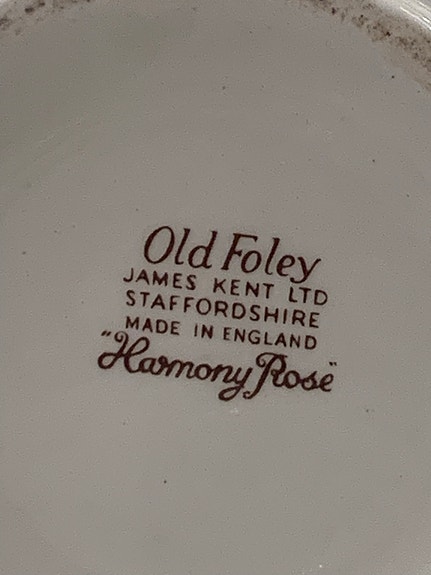 Old Foley
JAMES KENT LTD
STAFFORDSHIRE
MADE IN ENGLAND
"Harmony Rose"